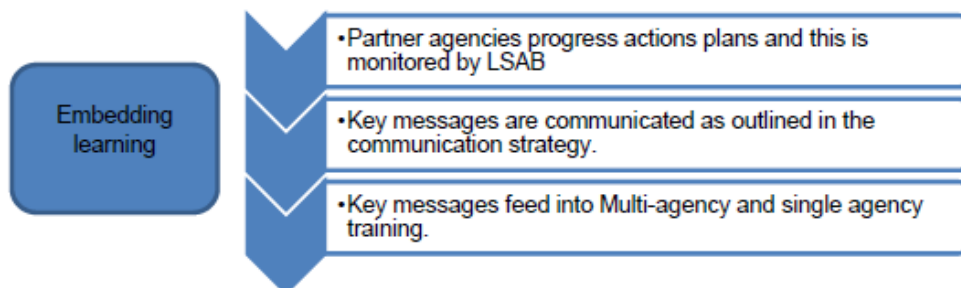 Embedding
learning
•Partner agencies progress actions plans and this is
monitored by LSAB
•Key messages are communicated as outlined in the
communication strategy.
•Key messages feed into Multi-agency and single agency
training.